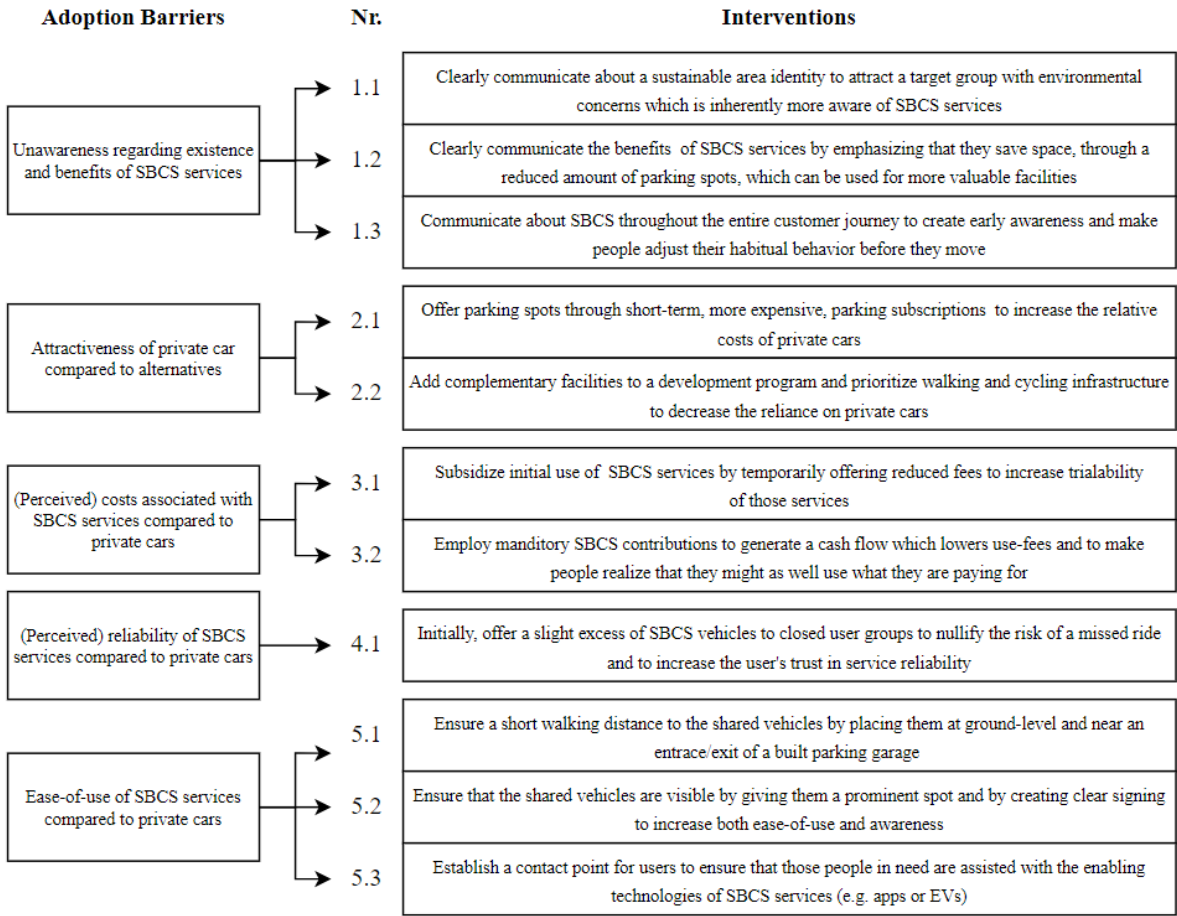 Adoption Barriers Nr. Interventions
Unawareness regarding existence
and benefits of SBCS services
1.1
Clearly communicate about a sustainable area identity to attract a target group with environmental
concerns which is inherently more aware of SBCS services
1.2
Clearly communicate the benefits of SBCS services by emphasizing that they save space, through a
reduced amount of parking spots, which can be used for more valuable facilities
1.3
Communicate about SBCS throughout the entire customer journey to create early awareness and make
people adjust their habitual behavior before they move
Attractiveness of private car
compared to alternatives
2.1
Offer parking spots through short-term, more expensive, parking subscriptions to increase the relative
costs of private cars
2.2
Add complementary facilities to a development program and prioritize walking and cycling infrastructure
to decrease the reliance on private cars
(Perceived) costs associated with
SBCS services compared to
private cars
3.1
Subsidize initial use of SBCS services by temporarily offering reduced fees to increase trialability
of those services
3.2
Employ manditory SBCS contributions to generate a cash flow which lowers use-fees and to make
people realize that they might as well use what they are paying for
(Perceived) reliability of SBCS
services compared to private cars
4.1
Initially, offer a slight excess of SBCS vehicles to closed user groups to nullify the risk of a missed ride
and to increase the user's trust in service reliability
Ease-of-use of SBCS services
compared to private cars
5.1
Ensure a short walking distance to the shared vehicles by placing them at ground-level and near an
entrace/exit of a built parking garage
5.2
Ensure that the shared vehicles are visible by giving them a prominent spot and by creating clear signing
to increase both ease-of-use and awareness
5.3
Establish a contact point for users to ensure that those people in need are assisted with the enabling
technologies of SBCS services (e.g. apps or EVs)